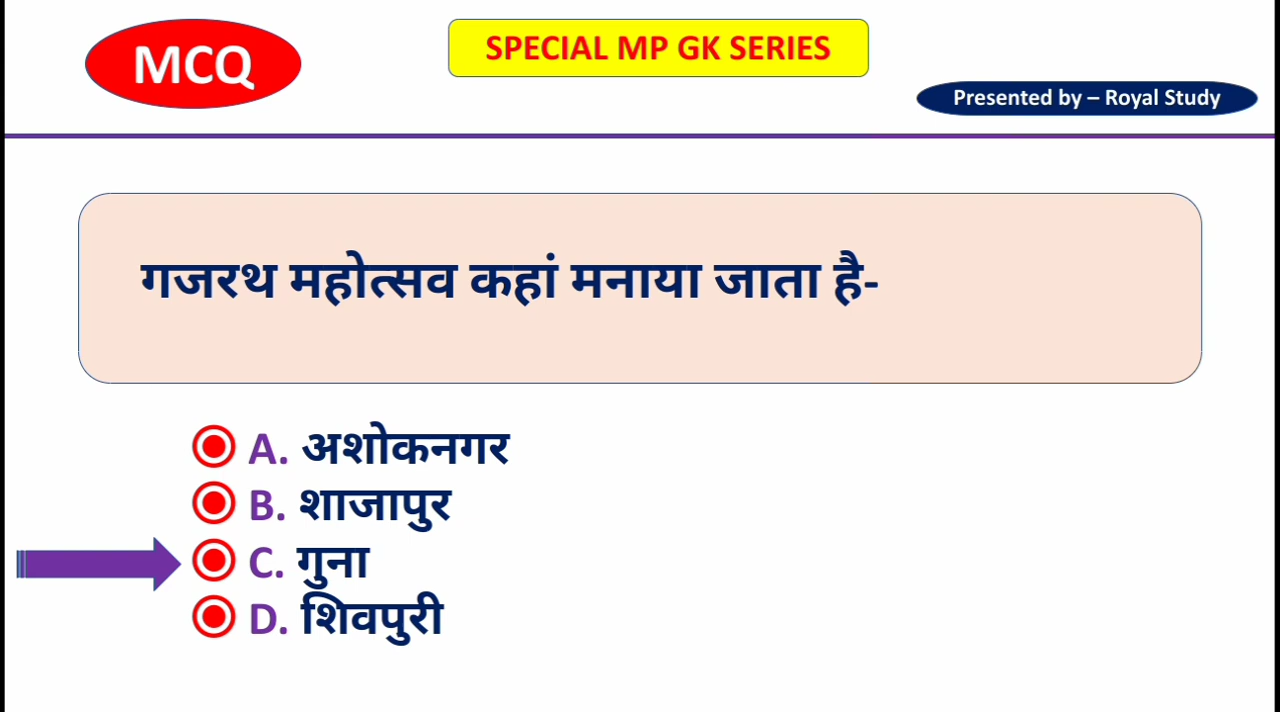 MCQ
SPECIAL MP GK SERIES
Presented by – Royal Study
गजरथ महोत्सव कहां मनाया जाता है-
A. अशोकनगर
B. शाजापुर
C. गुना
D. शिवपुरी